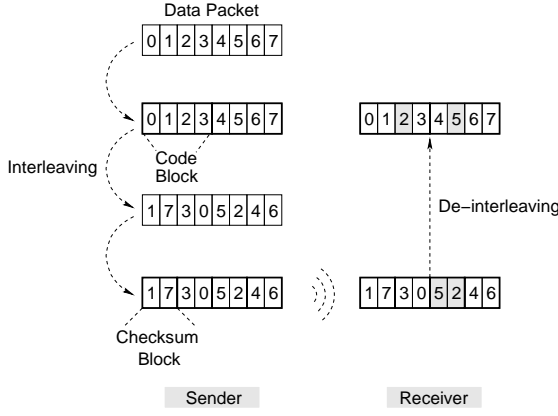 Data Packet
0 1 2 3 4 5 6 7
0 1 2 3 4 5 6 7
0 1 2 3 4 5 6 7
Interleaving
Code
Block
1 7 3 0 5 2 4 6
De-interleaving
1 7 3 0 5 2 4 6
1 7 3 0 5 2 4 6
Checksum
Block
Sender
Receiver